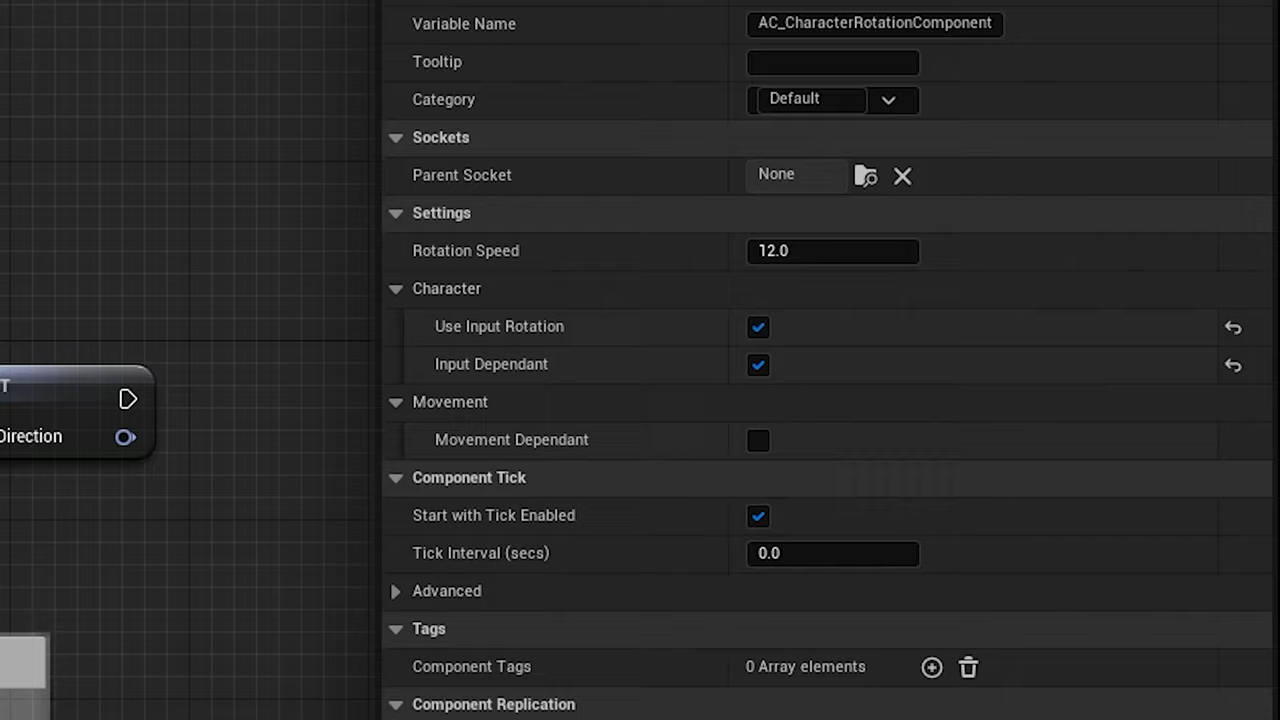 Variable Name
AC_CharacterRotationComponent
Tooltip
Category
Default
Sockets
Parent Socket
None
Settings
Rotation Speed
12.0
Character
Use Input Rotation
Input Dependant
Movement
Movement Dependant
Component Tick
Start with Tick Enabled
Tick Interval (secs)
0.0
Advanced
Tags
Component Tags
0 Array elements
Component Replication
T
Direction